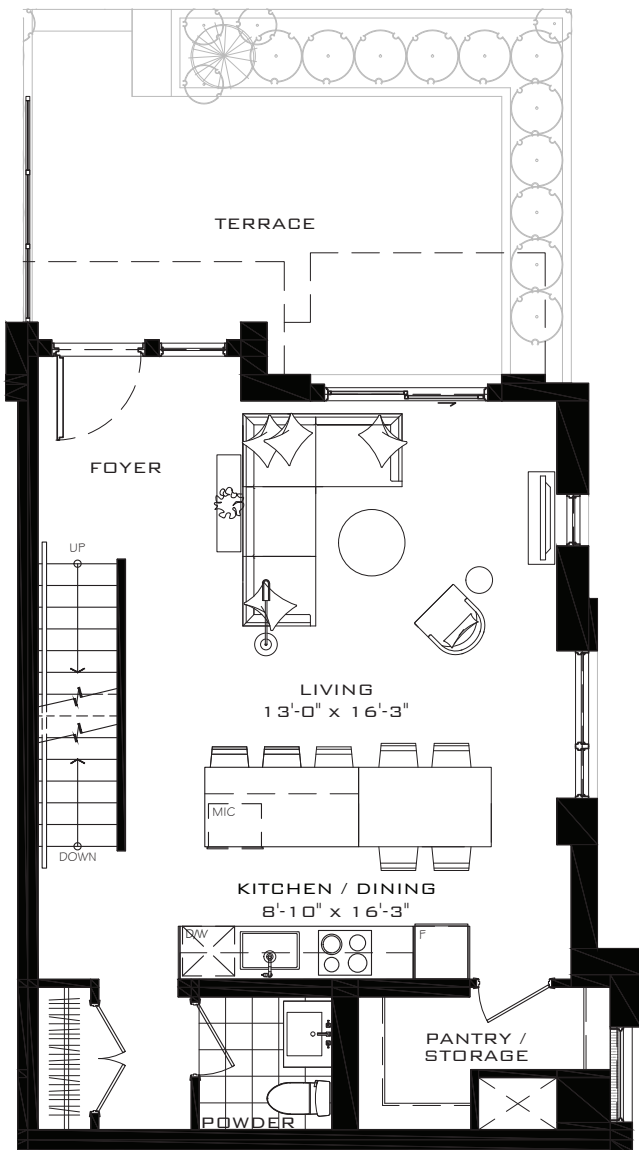 TERRACE
FOYER
UP
LIVING
13'-0" x 16'-3"
MIC
DOWN
KITCHEN / DINING
8'-10" x 16'-3"
D/W
F
PANTRY /
STORAGE
POWDER